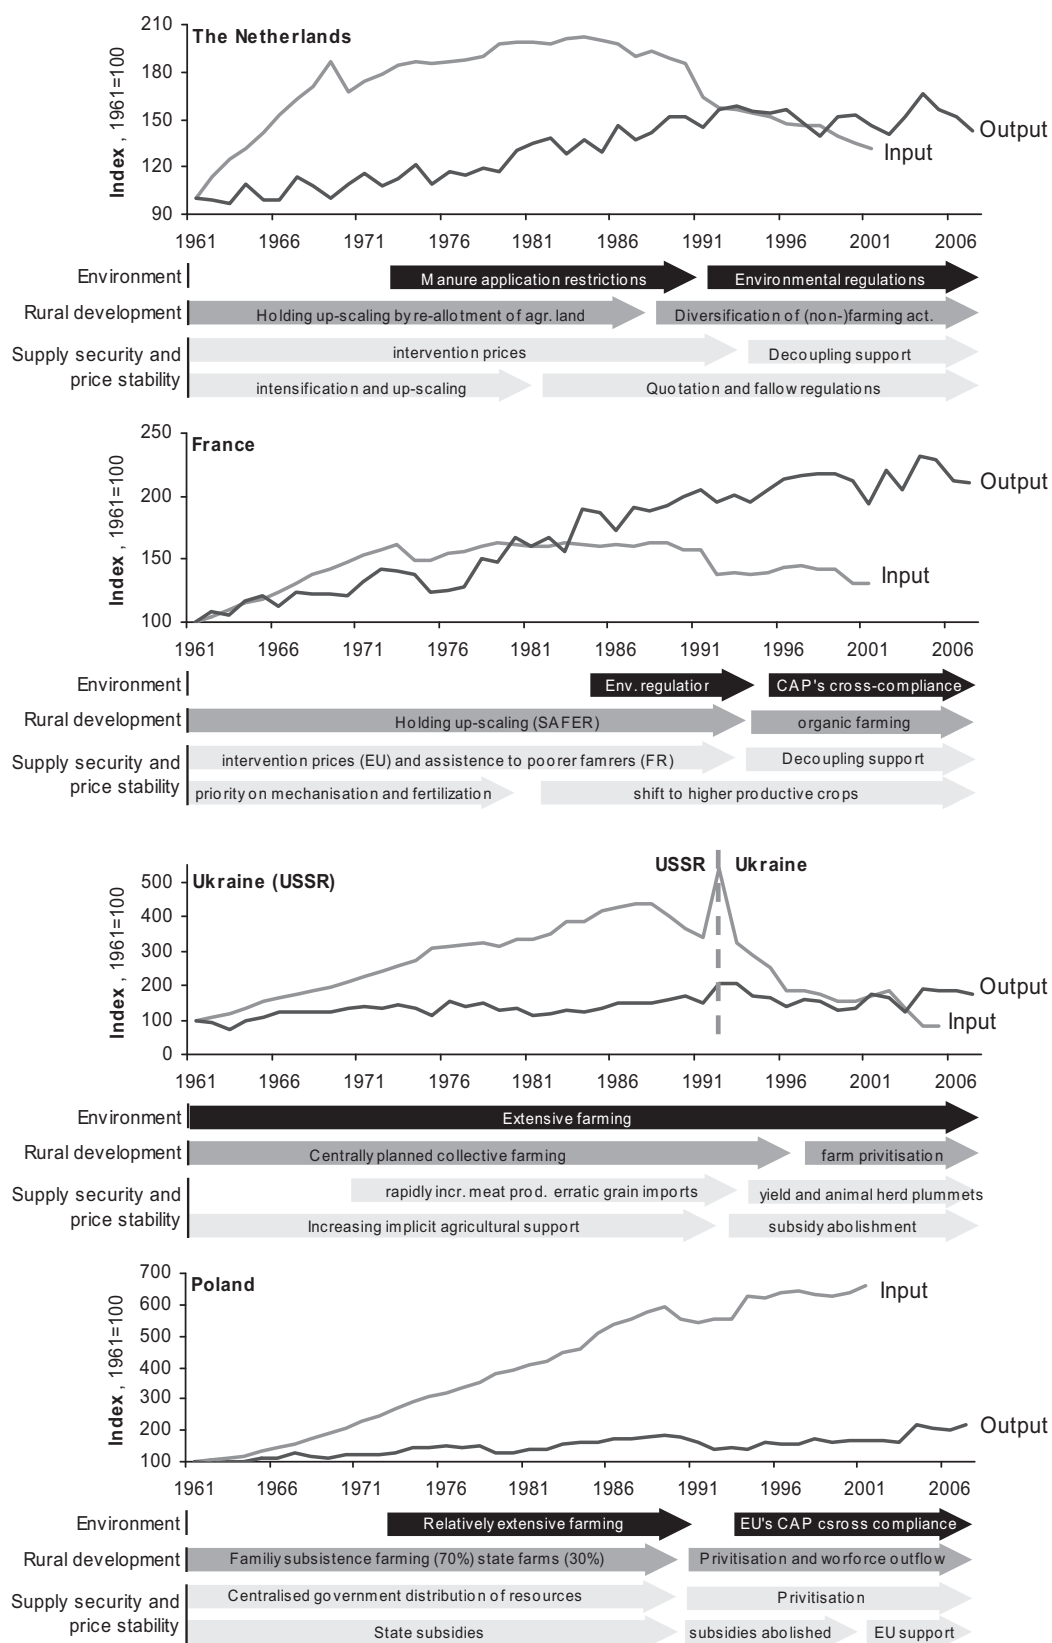 210
The Netherlands
180
150
120
90
Index , 1961=100
Output
Input
1961 1966 1971 1976 1981 1986 1991 1996 2001 2006
Environment
Manure application restrictions
Environmental regulations
Rural development
Holding up-scaling by re-allotment of agr. land
Diversification of (non-)farming act.
Supply security and
price stability
intervention prices
Decoupling support
intensification and up-scaling
Quotation and fallow regulations
250
France
200
150
100
Index , 1961=100
Output
Input
1961 1966 1971 1976 1981 1986 1991 1996 2001 2006
Environment
Env. regulatior
CAP's cross-compliance
Rural development
Holding up-scaling (SAFER)
organic farming
Supply security and
price stability
intervention prices (EU) and assistence to poorer famrers (FR)
Decoupling support
priority on mechanisation and fertilization
shift to higher productive crops
USSR
Ukraine
500
Ukraine (USSR)
400
300
200
100
0
Index , 1961=100
Output
Input
1961 1966 1971 1976 1981 1986 1991 1996 2001 2006
Environment
Extensive farming
Rural development
Centrally planned collective farming
farm privitisation
Supply security and
price stability
rapidly incr. meat prod. erratic grain imports
yield and animal herd plummets
Increasing implicit agricultural support
subsidy abolishment
700
Poland
600
500
400
300
200
100
Index , 1961=100
Input
Output
1961 1966 1971 1976 1981 1986 1991 1996 2001 2006
Environment
Relatively extensive farming
EU's CAP csross compliance
Rural development
Familiy subsistence farming (70%) state farms (30%)
Privitisation and worforce outflow
Supply security and
price stability
Centralised government distribution of resources
Privitisation
State subsidies
subsidies abolished
EU support